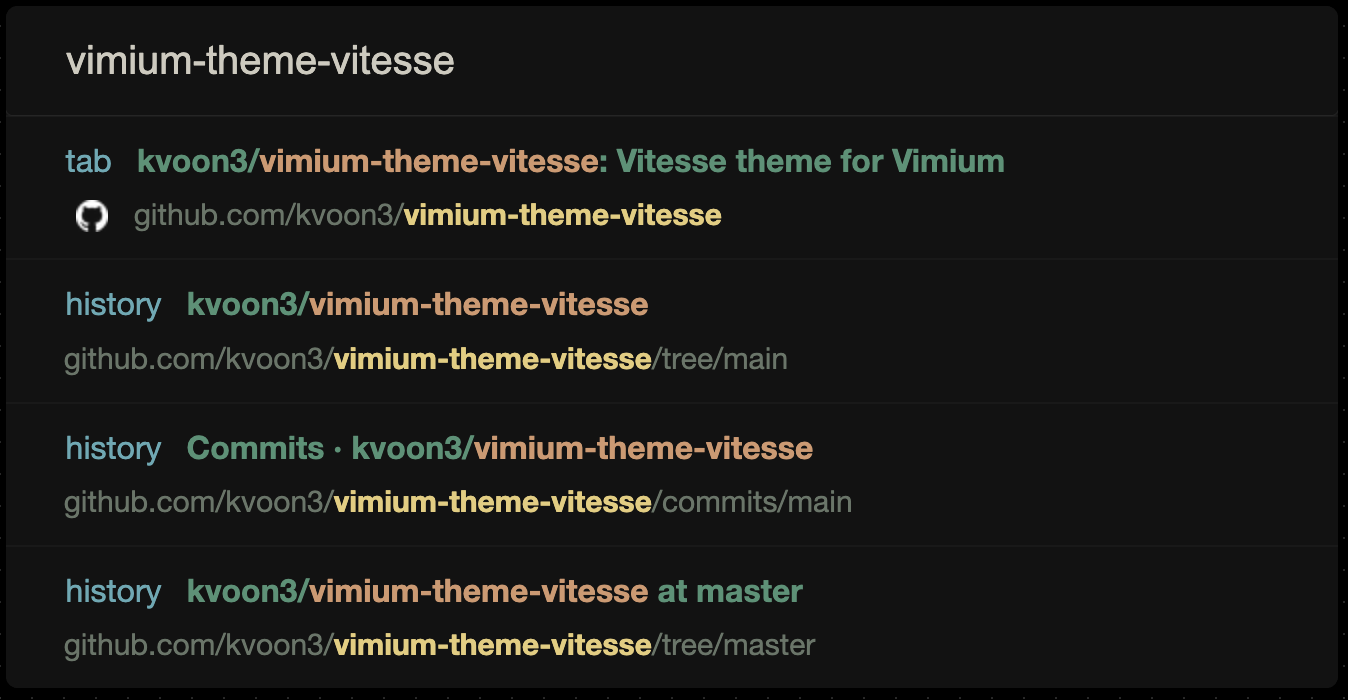 vimium-theme-vitesse
tab kvoon3/vimium-theme-vitesse: Vitesse theme for Vimium
github.com/kvoon3/vimium-theme-vitesse
history kvoon3/vimium-theme-vitesse
github.com/kvoon3/vimium-theme-vitesse/tree/main
history Commits · kvoon3/vimium-theme-vitesse
github.com/kvoon3/vimium-theme-vitesse/commits/main
history kvoon3/vimium-theme-vitesse at master
github.com/kvoon3/vimium-theme-vitesse/tree/master